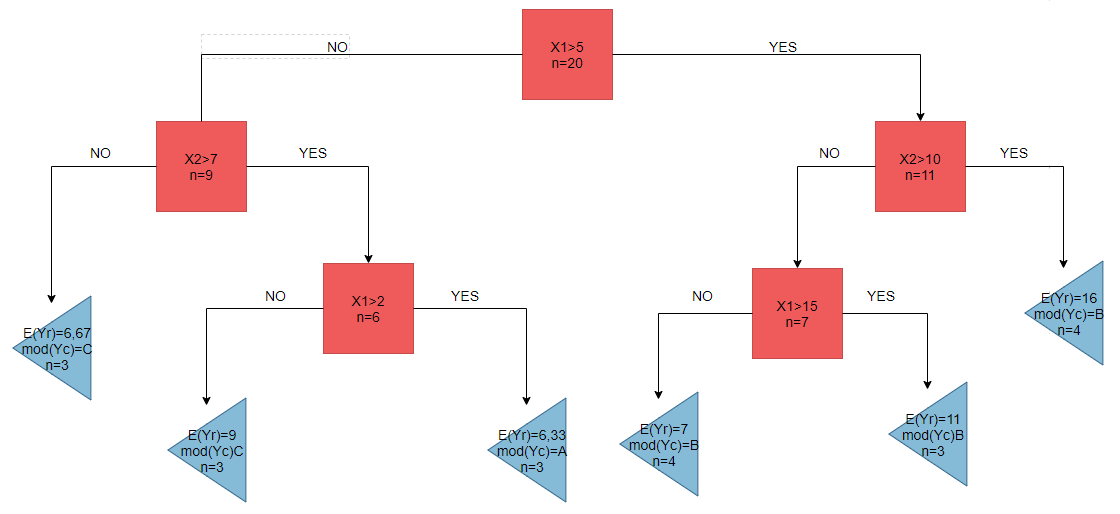 X1>5
n=20
NO
YES
X2>7
n=9
X2>10
n=11
NO
YES
NO
YES
X1>2
n=6
X1>15
n=7
E(Yr)=16
mod(Yc)=B
n=4
NO
YES
NO
YES
E(Yr)=6,67
mod(Yc)=C
n=3
E(Yr)=9
mod(Yc)C
n=3
E(Yr)=6,33
mod(Yc)=A
n=3
E(Yr)=7
mod(Yc)=B
n=4
E(Yr)=11
mod(Yc)B
n=3